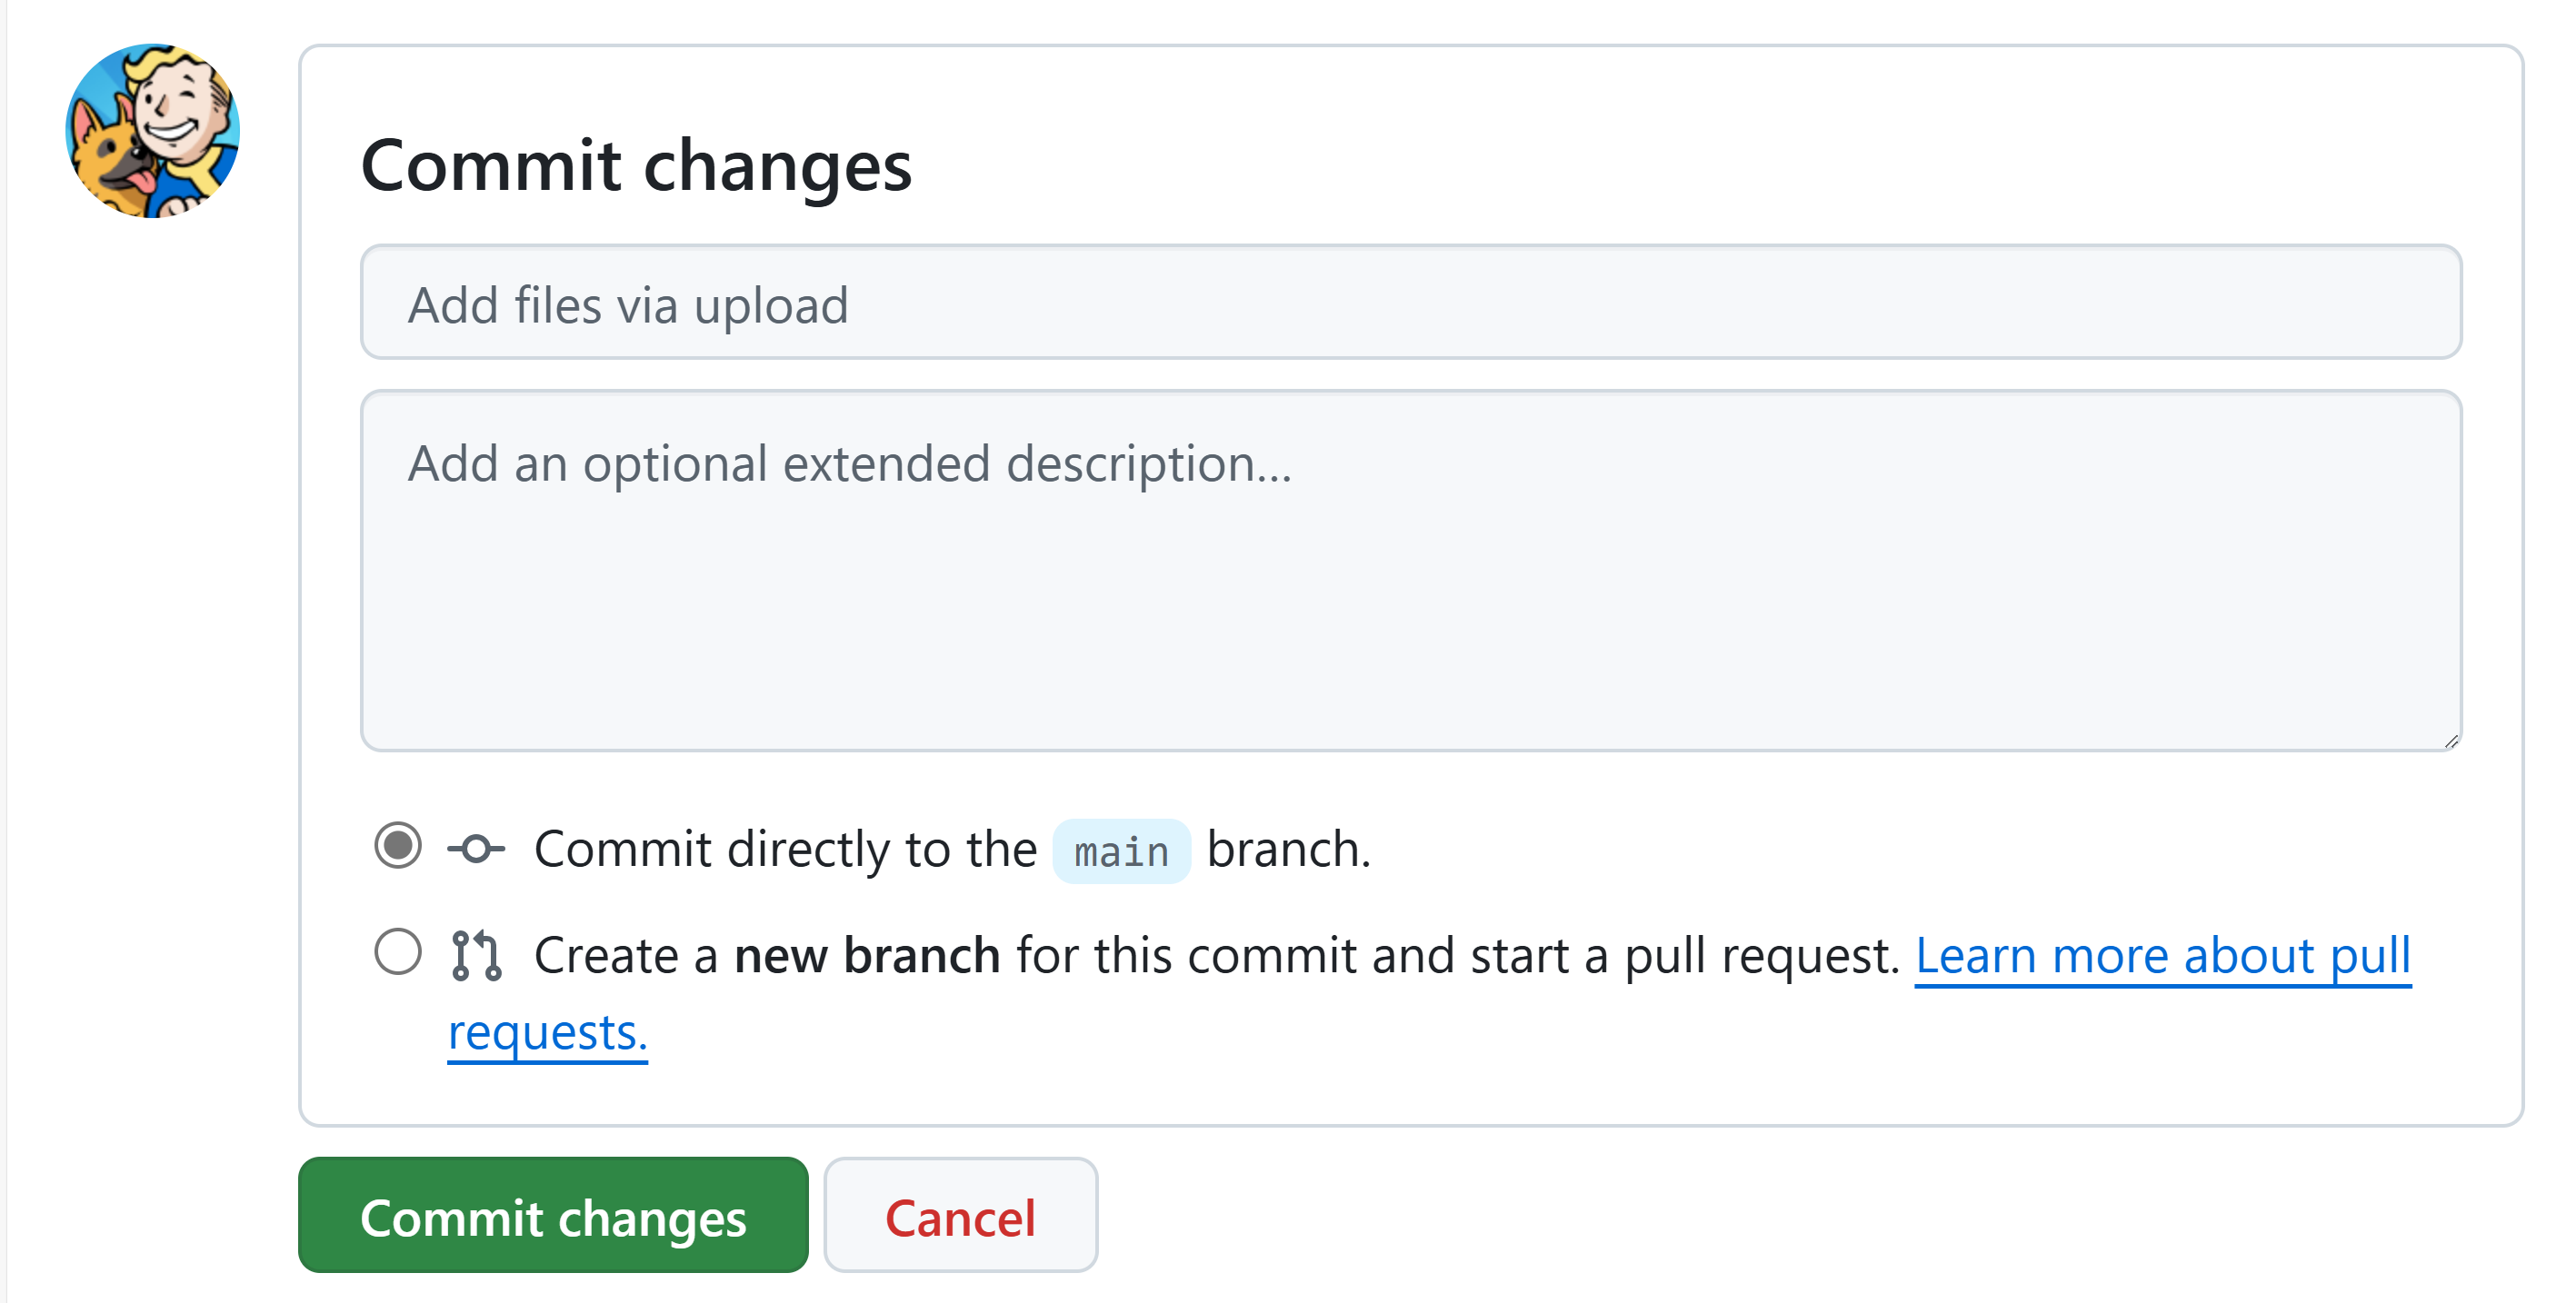 Commit changes
Add files via upload
Add an optional extended description...
Commit directly to the main branch.
Create a new branch for this commit and start a pull request. Learn more about pull
requests.
Commit changes
Cancel